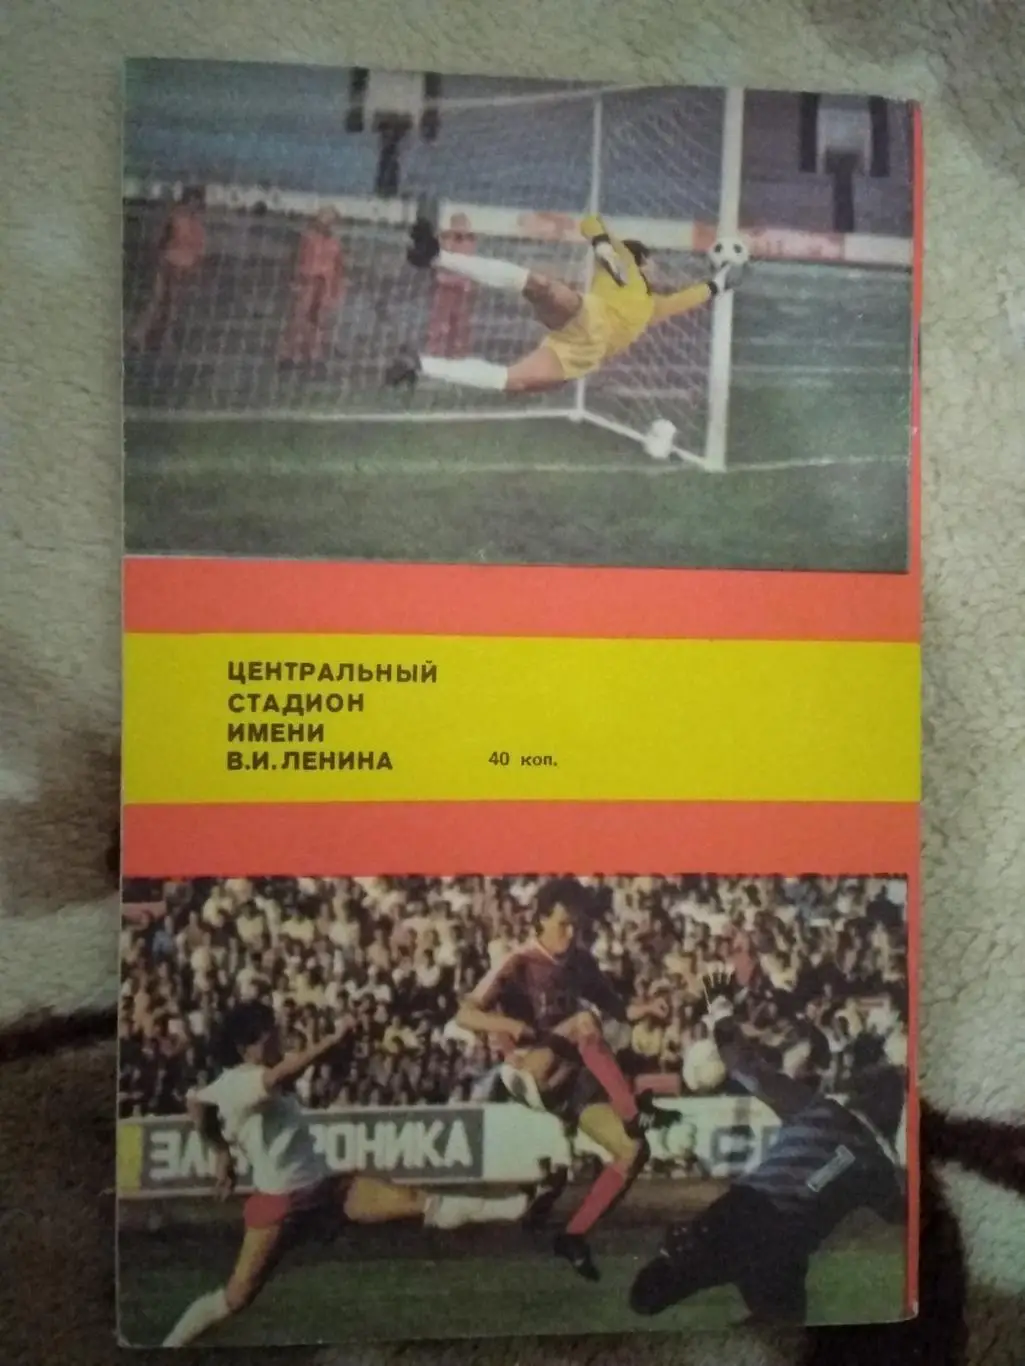 ЦЕНТРАЛЬНЫЙ
СТАДИОН
ИМЕНИ
В.И.ЛЕНИНА 40 коп.